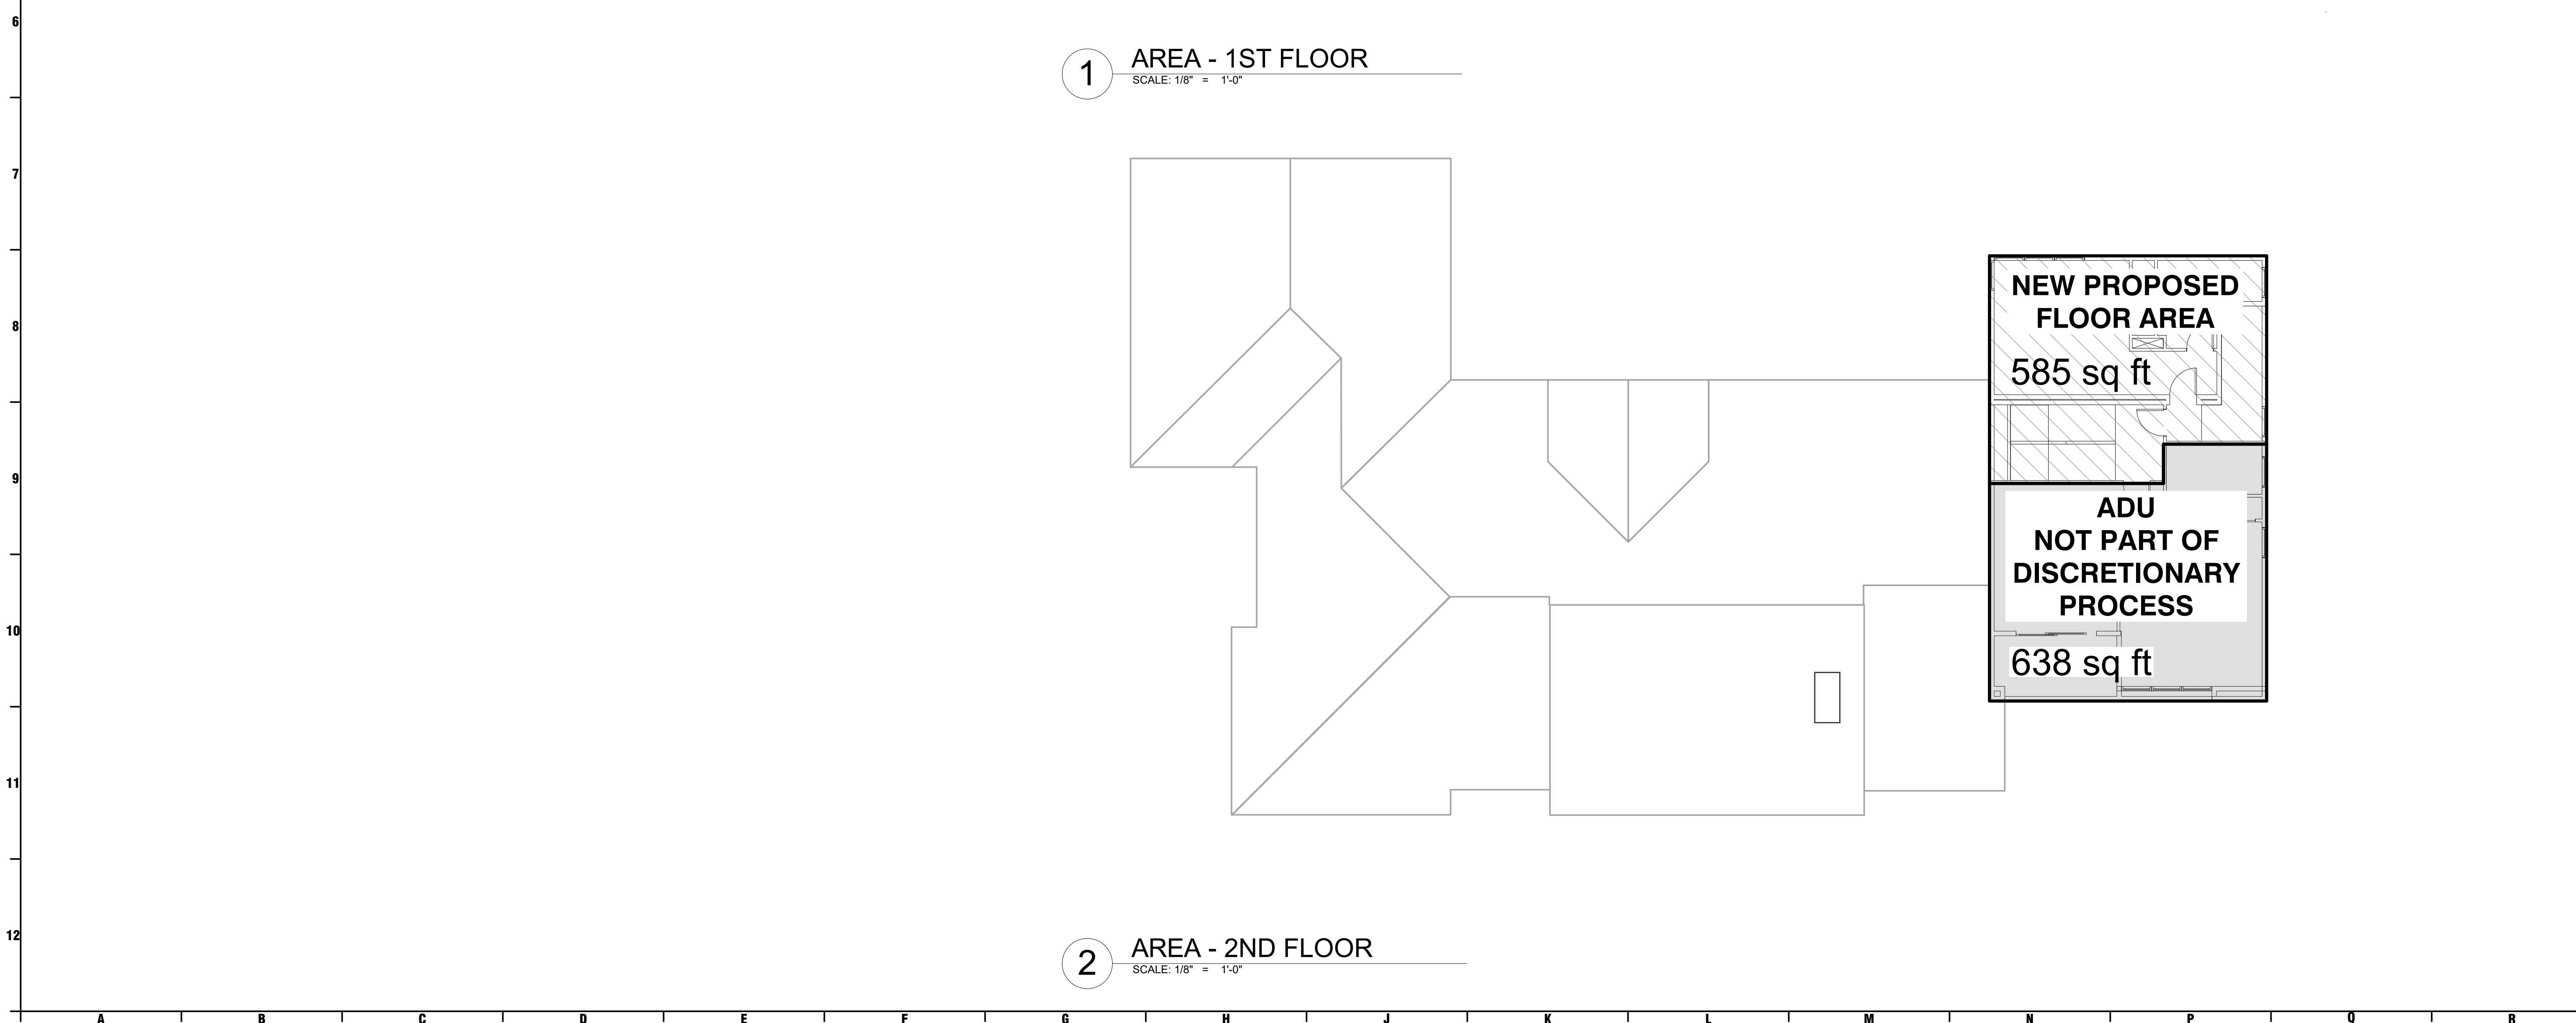 6
1 AREA - 1ST FLOOR
SCALE: 1/8" = 1'-0"
7
8
NEW PROPOSED
FLOOR AREA
585 sq ft
9
ADU
NOT PART OF
DISCRETIONARY
PROCESS
10
638 sq ft
11
12
2 AREA - 2ND FLOOR
SCALE: 1/8" = 1'-0"
A B C D E F G H J K L M N P Q R